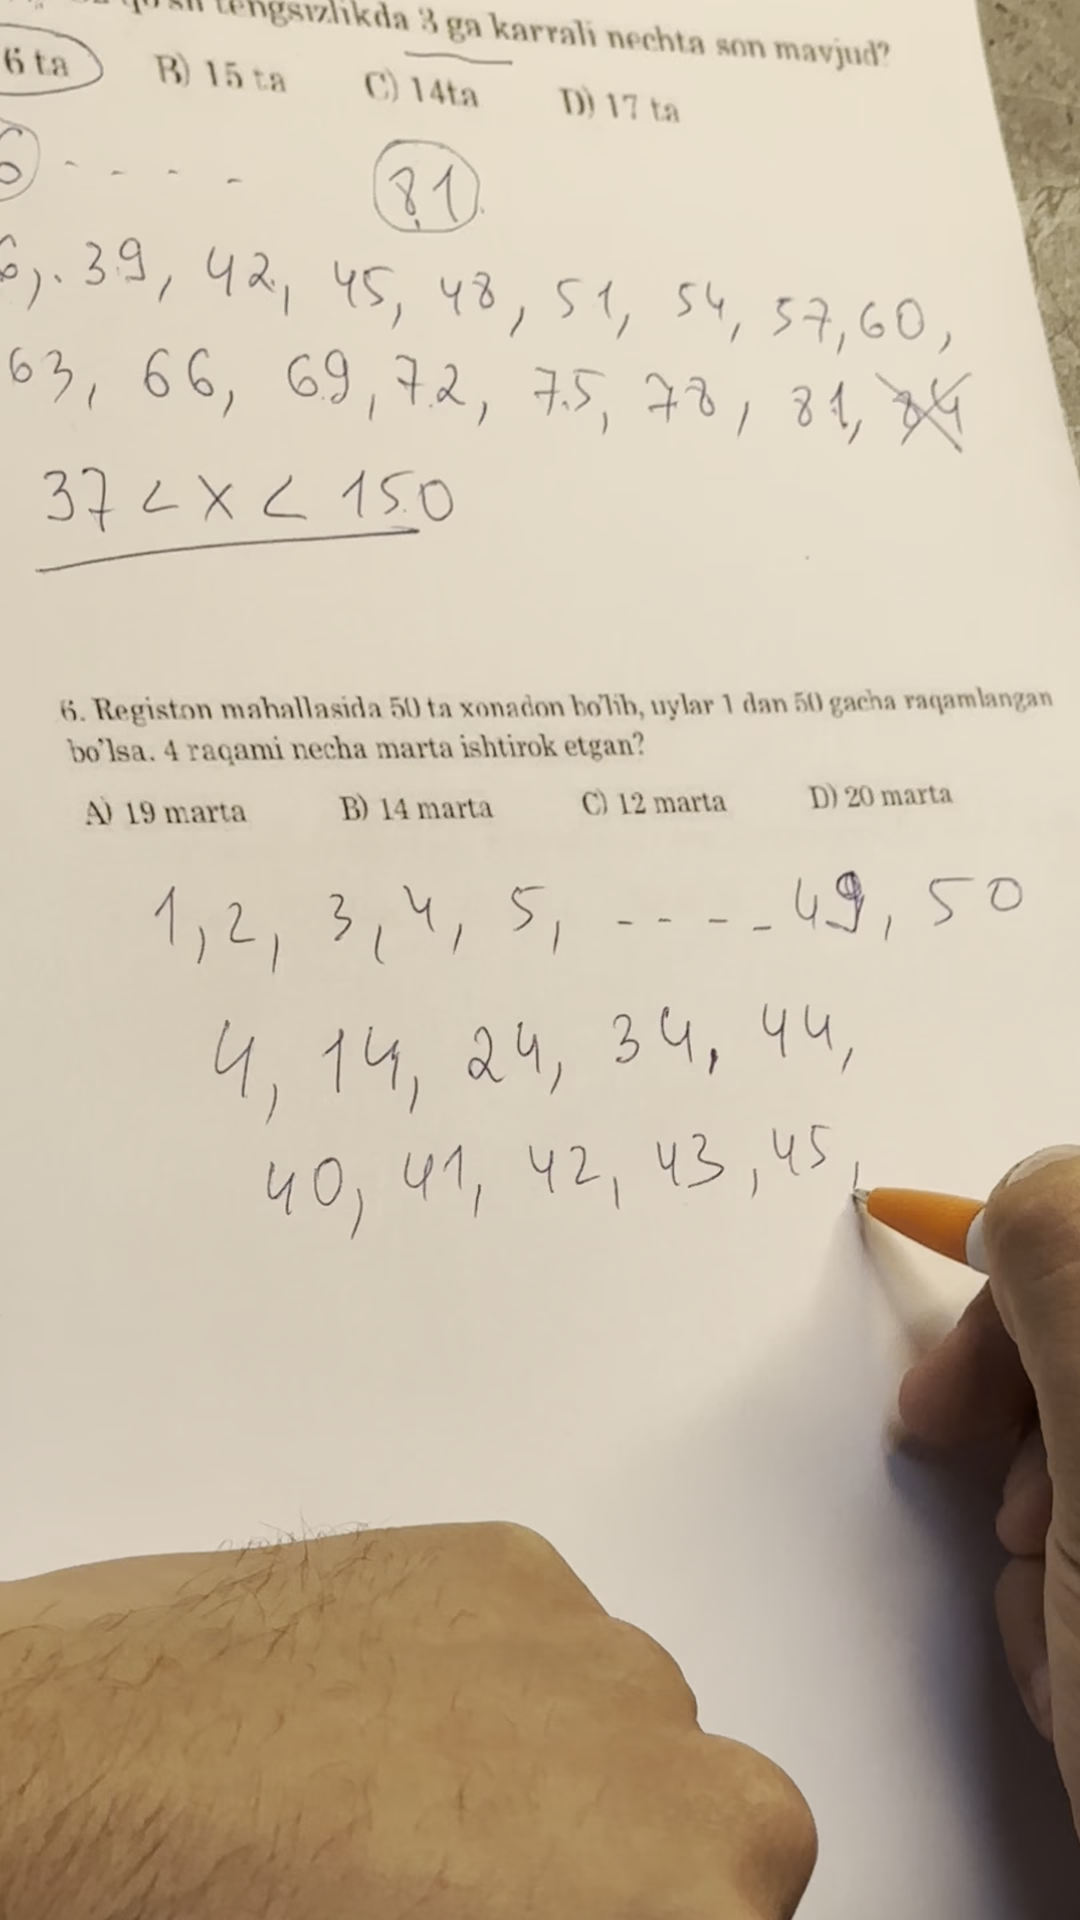 tengsizlikda 3 ga karrali nechta son mavjud?
6 ta B) 15 ta C) 14ta D) 17 ta
6 - - - - 81
6, 39, 42, 45, 48, 51, 54, 57, 60,
63, 66, 69, 72, 75, 78, 81, 84
37 < x < 150
6. Registon mahallasida 50 ta xonadon bo'lib, uylar 1 dan 50 gacha raqamlangan
bo'lsa. 4 raqami necha marta ishtirok etgan?
A) 19 marta B) 14 marta C) 12 marta D) 20 marta
1, 2, 3, 4, 5, - - - - 49, 50
4, 14, 24, 34, 44,
40, 41, 42, 43, 45,